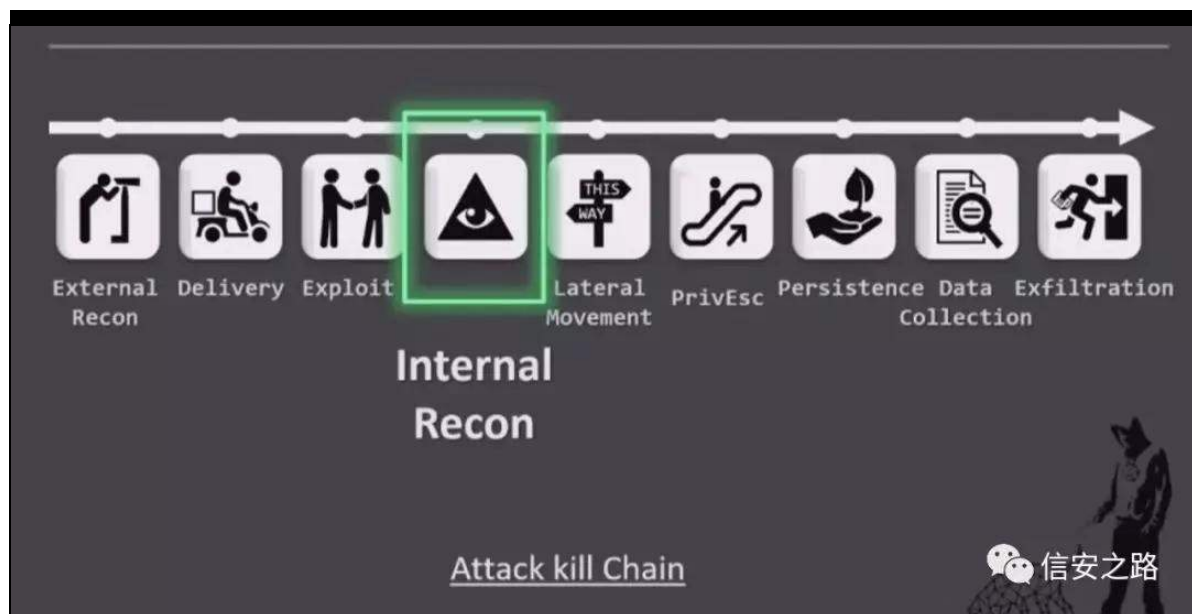 THIS
WAY
External
Recon
Delivery
Exploit
Internal
Recon
Lateral
Movement
PrivEsc
Persistence
Data
Collection
Exfiltration
Attack kill Chain
信安之路